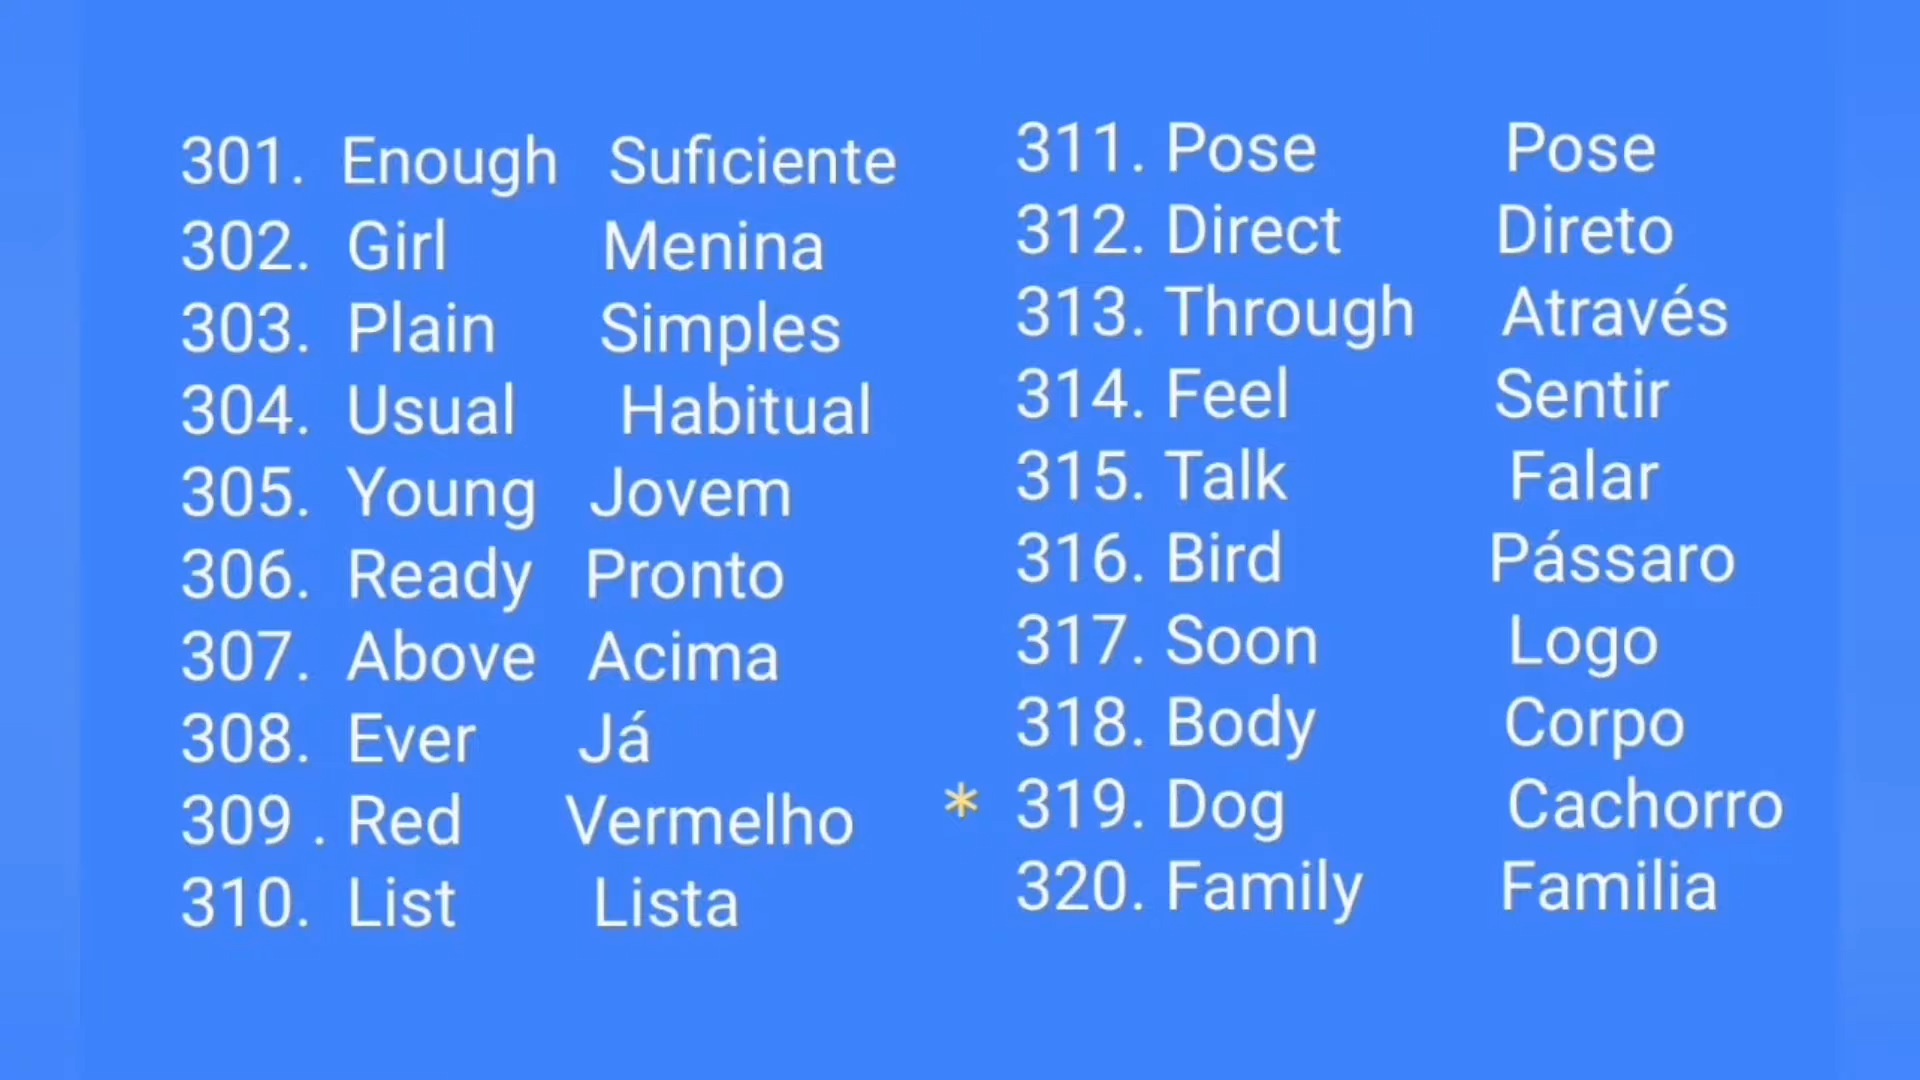 301. Enough Suficiente
302. Girl Menina
303. Plain Simples
304. Usual Habitual
305. Young Jovem
306. Ready Pronto
307. Above Acima
308. Ever Já
309 . Red Vermelho
310. List Lista
311. Pose Pose
312. Direct Direto
313. Through Através
314. Feel Sentir
315. Talk Falar
316. Bird Pássaro
317. Soon Logo
318. Body Corpo
* 319. Dog Cachorro
320. Family Familia